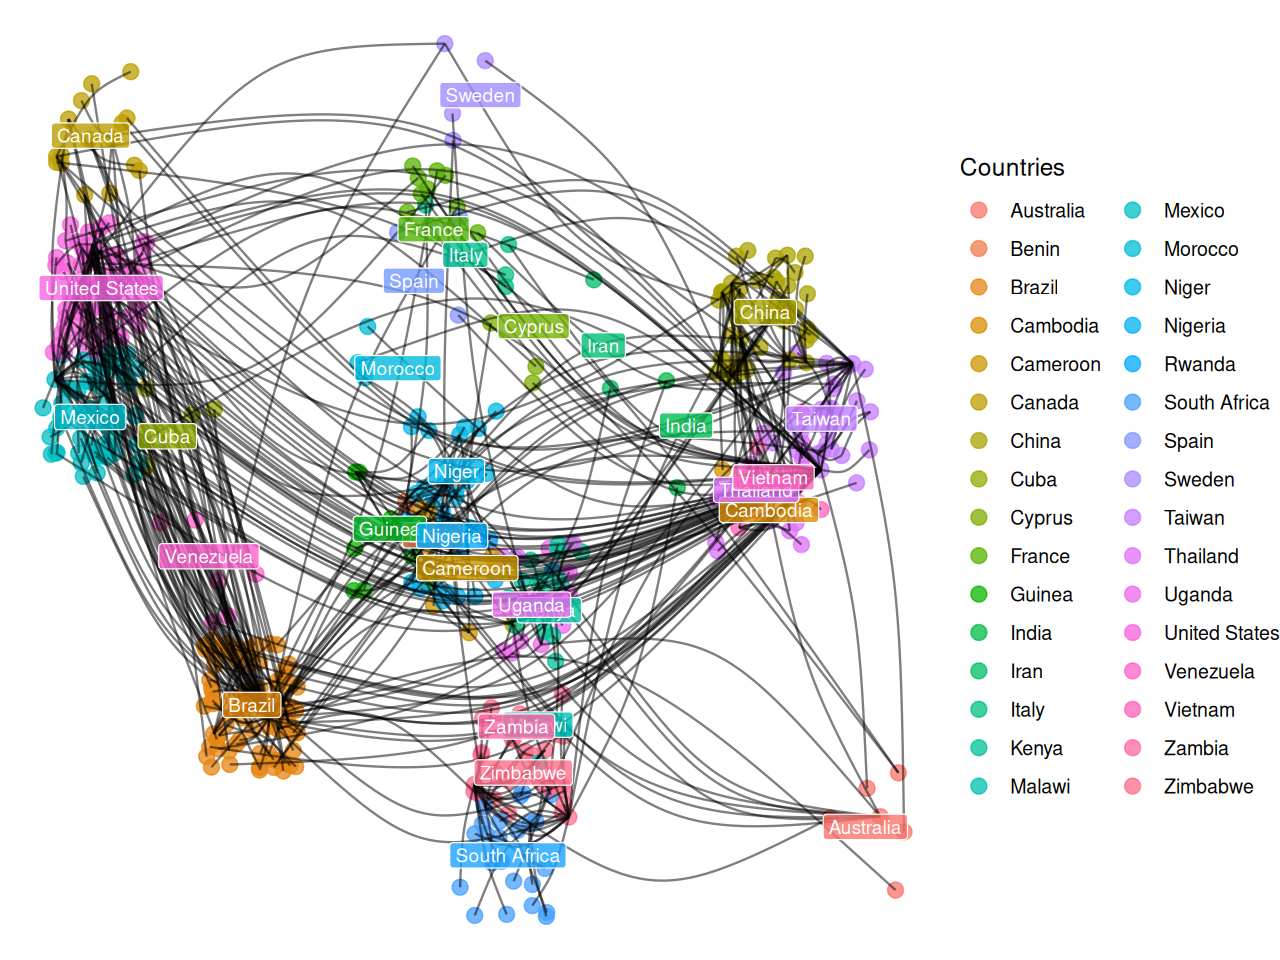 Sweden
Canada
France
Italy
United States
Spain
China
Cyprus
Iran
Morocco
Mexico
Cuba
India
Taiwan
Niger
Vietnam
Thailand
Cambodia
Guinea
Nigeria
Venezuela
Cameroon
Uganda
Brazil
Zambia
Zimbabwe
Australia
South Africa
Countries
Australia
Benin
Brazil
Cambodia
Cameroon
Canada
China
Cuba
Cyprus
France
Guinea
India
Iran
Italy
Kenya
Malawi
Mexico
Morocco
Niger
Nigeria
Rwanda
South Africa
Spain
Sweden
Taiwan
Thailand
Uganda
United States
Venezuela
Vietnam
Zambia
Zimbabwe